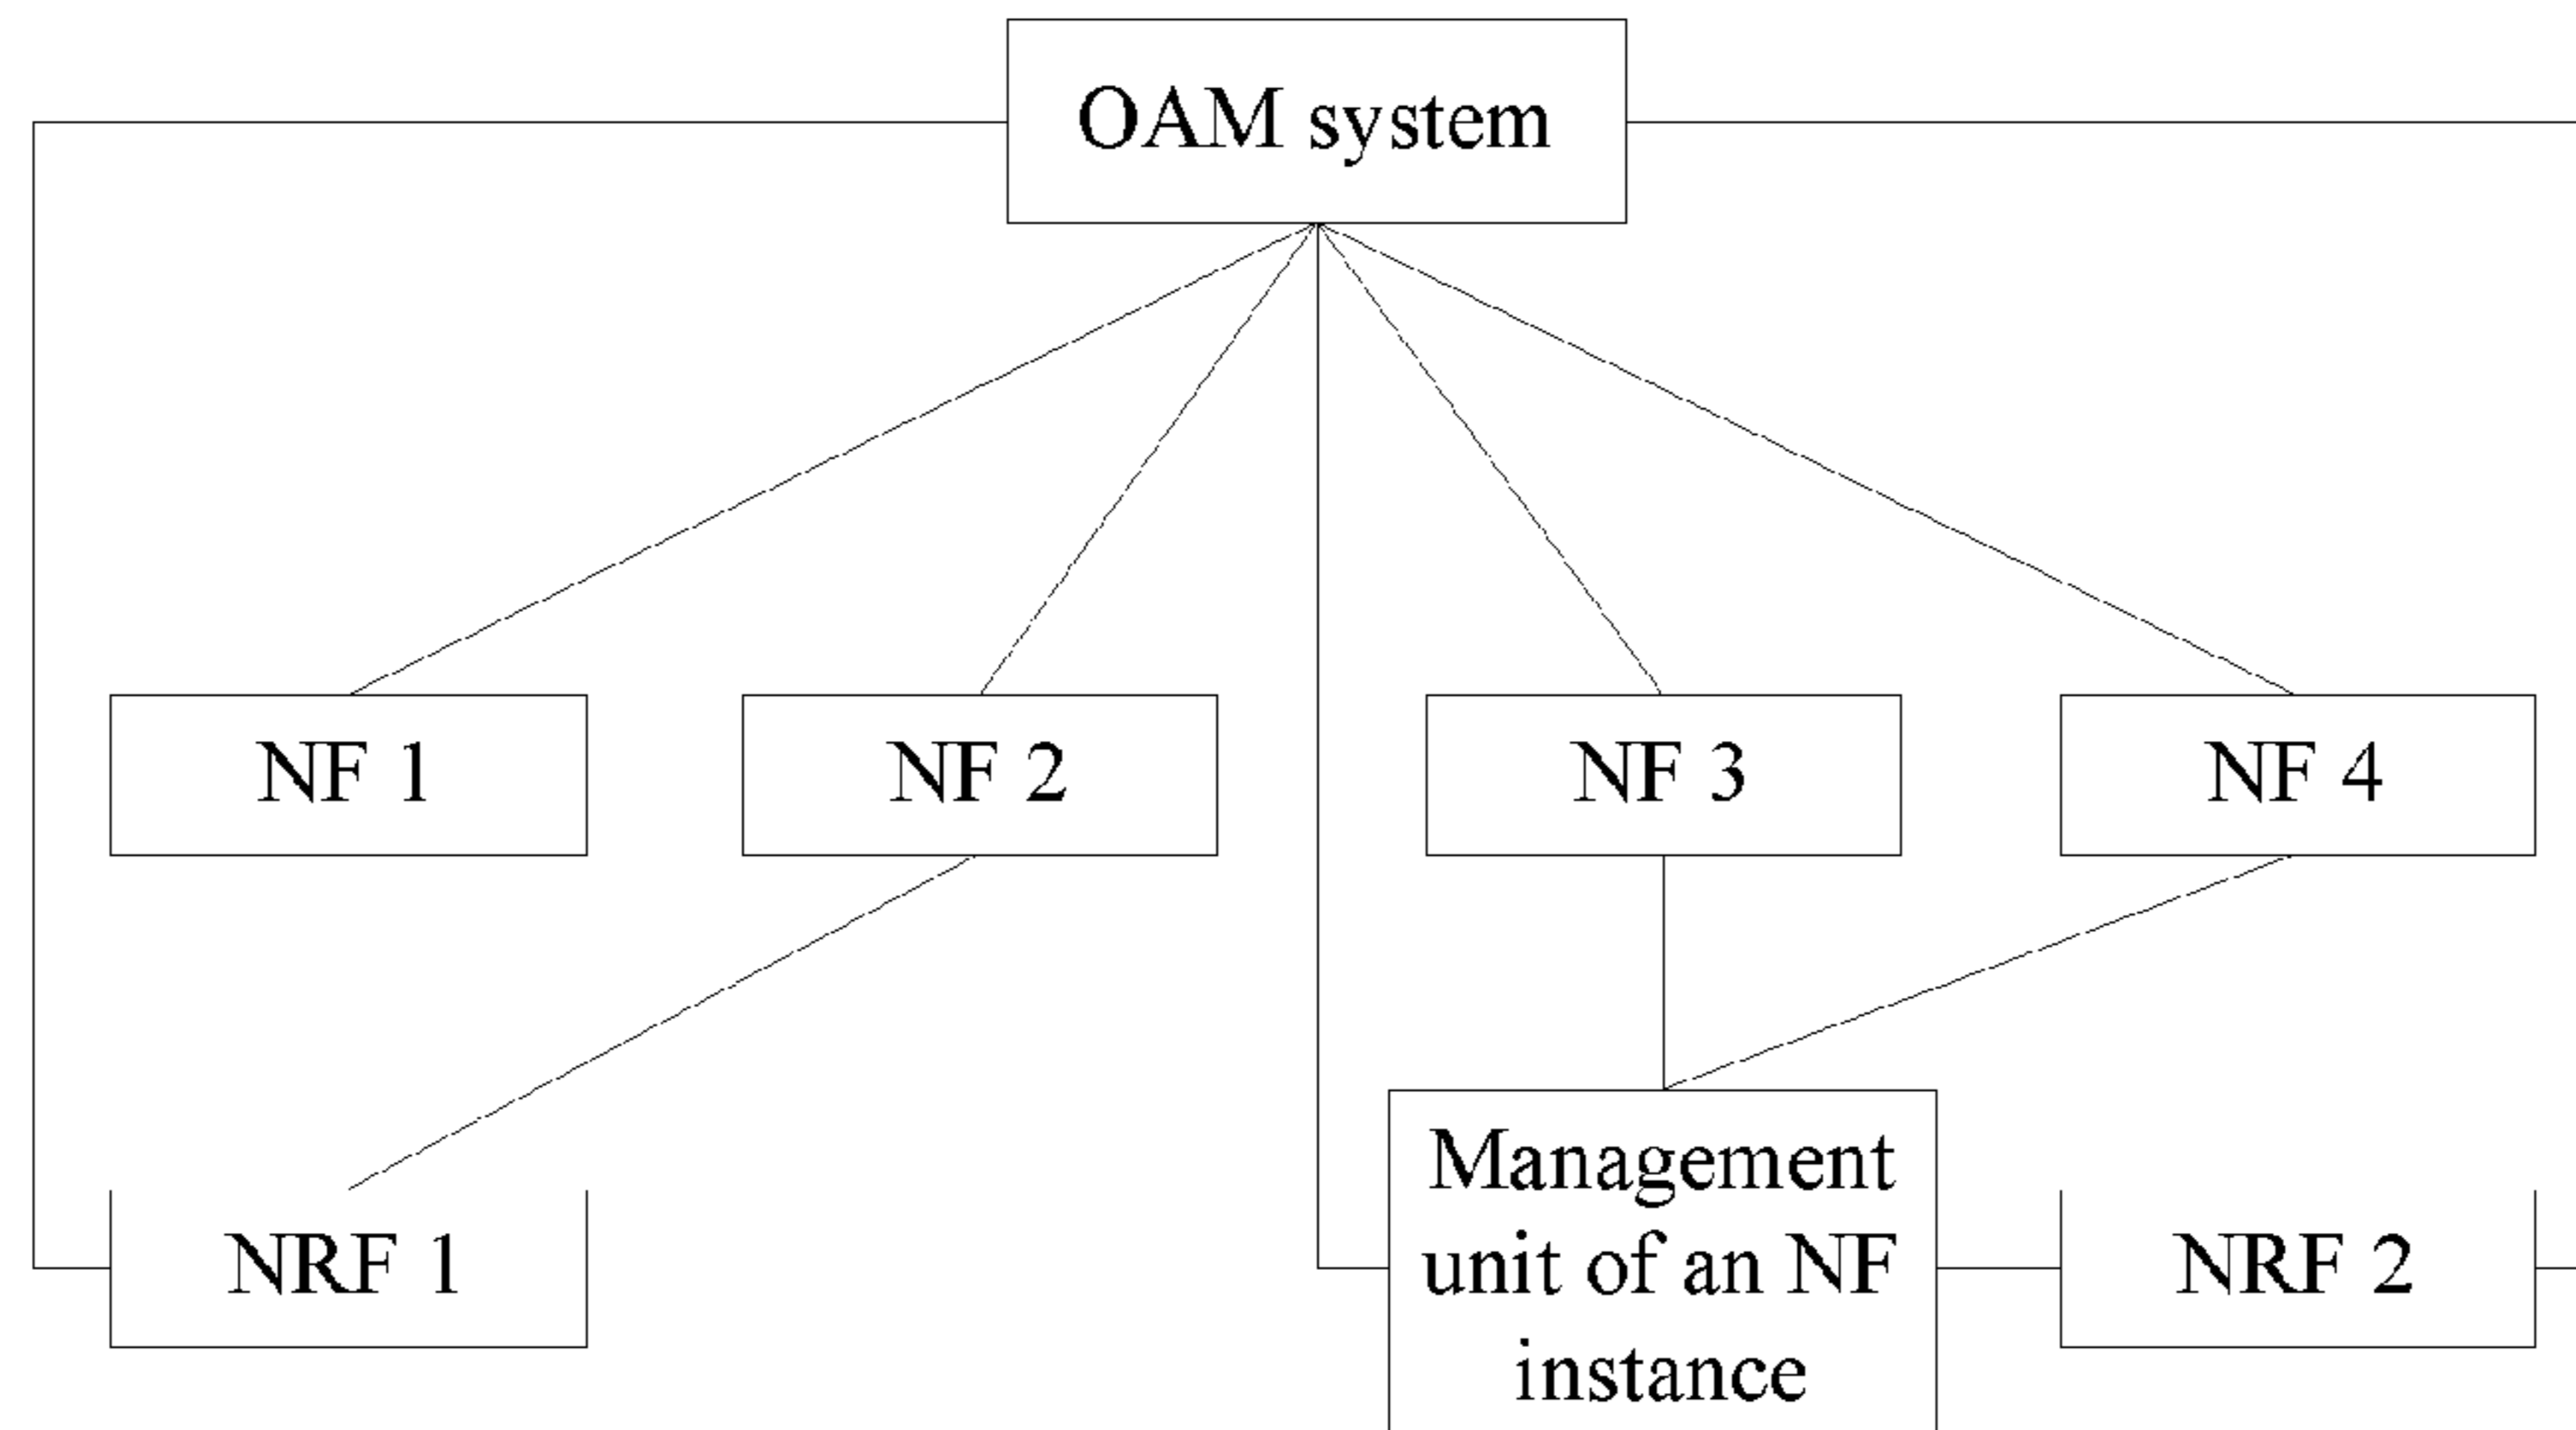 OAM system
NF 1
NF 2
NF 3
NF 4
NRF 1
Management
unit of an NF
instance
NRF 2